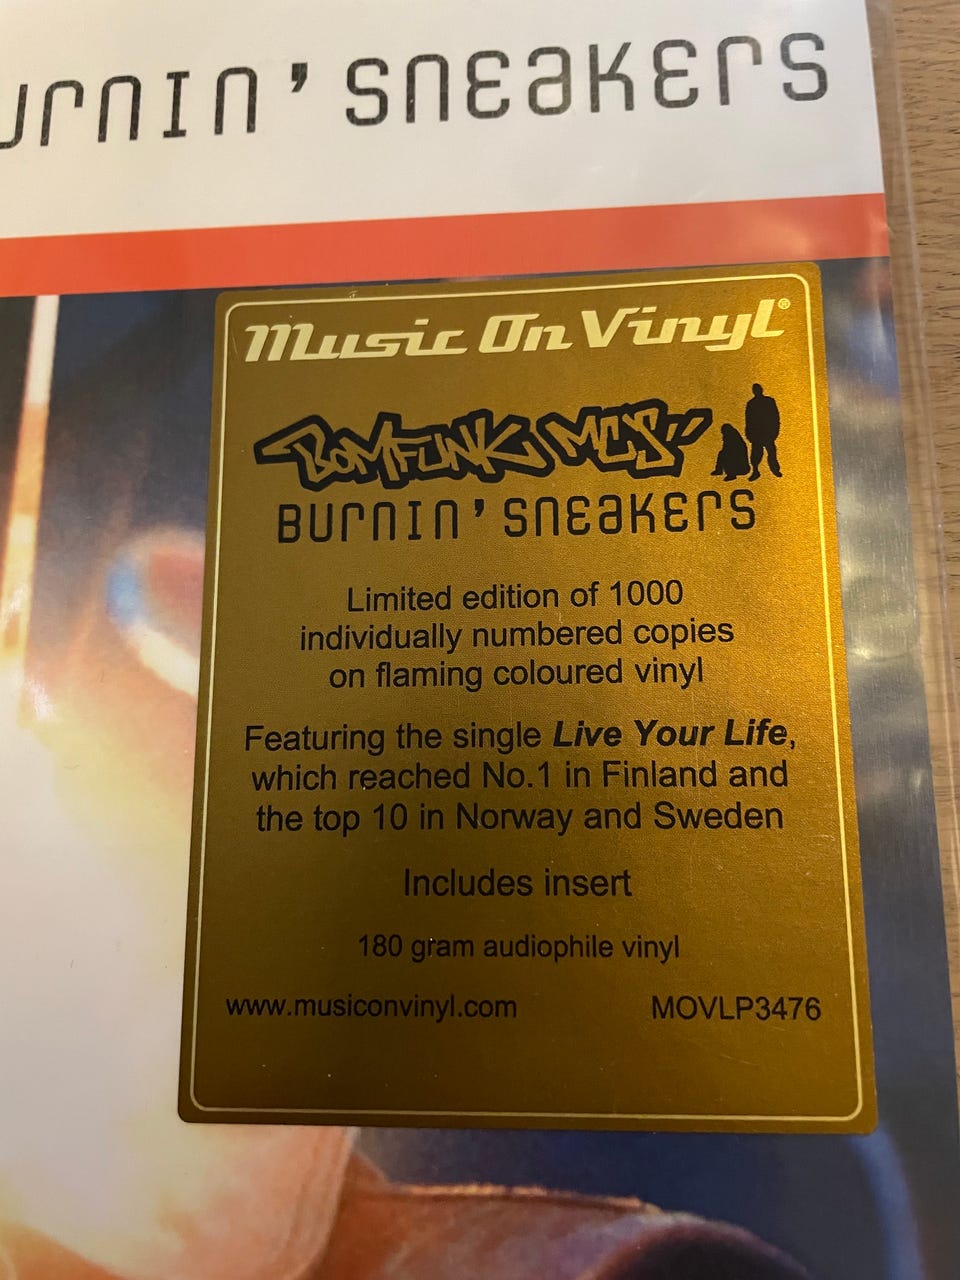 urnin' sneakers
Music On Vinyl®
BOMFUNK MCS
Burnin' sneakers
Limited edition of 1000
individually numbered copies
on flaming coloured vinyl
Featuring the single Live Your Life,
which reached No.1 in Finland and
the top 10 in Norway and Sweden
Includes insert
180 gram audiophile vinyl
www.musiconvinyl.com MOVLP3476